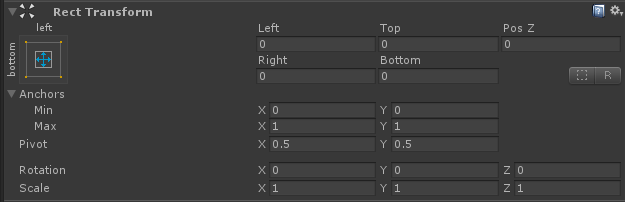 Rect Transform
left
bottom
Left Top Pos Z
0 0 0
Right Bottom
0 0
R
Anchors
Min X 0 Y 0
Max X 1 Y 1
Pivot X 0.5 Y 0.5
Rotation X 0 Y 0 Z 0
Scale X 1 Y 1 Z 1